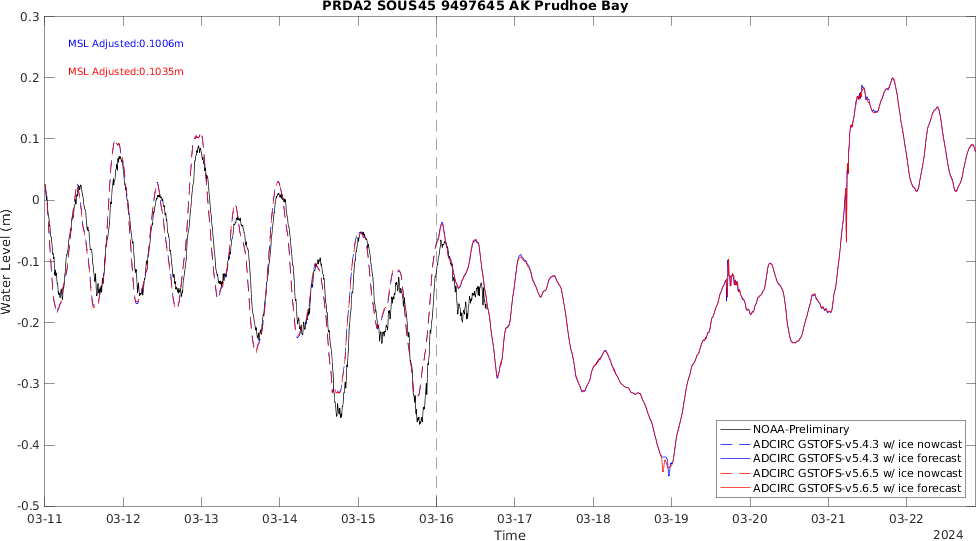 PRDA2 SOUS45 9497645 AK Prudhoe Bay
0.3
MSL Adjusted:0.1006m
MSL Adjusted:0.1035m
0.2
0.1
0
-0.1
-0.2
-0.3
-0.4
-0.5
Water Level (m)
NOAA-Preliminary
ADCIRC GSTOFS-v5.4.3 w/ ice nowcast
ADCIRC GSTOFS-v5.4.3 w/ ice forecast
ADCIRC GSTOFS-v5.6.5 w/ ice nowcast
ADCIRC GSTOFS-v5.6.5 w/ ice forecast
03-11 03-12 03-13 03-14 03-15 03-16 03-17 03-18 03-19 03-20 03-21 03-22
Time
2024